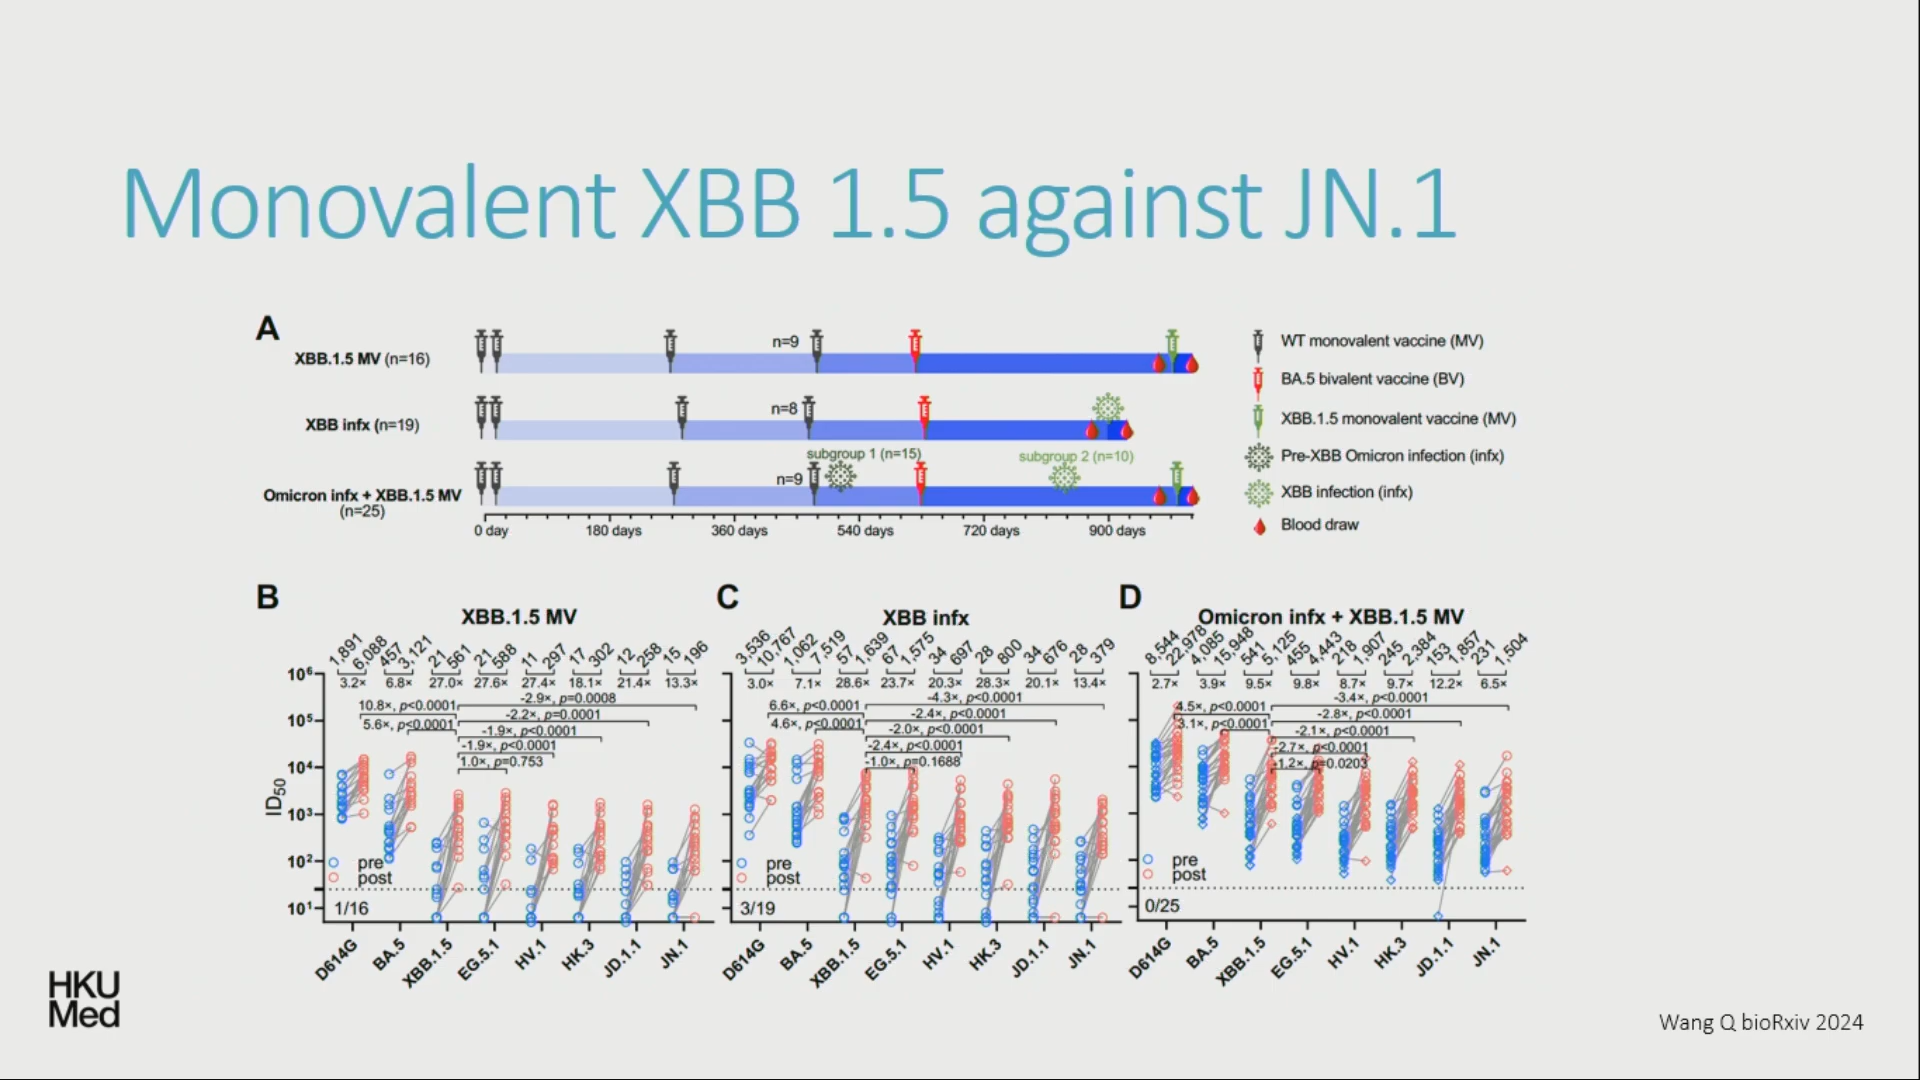 Monovalent XBB 1.5 against JN.1
A
XBB.1.5 MV (n=16)
n=9
XBB infx (n=19)
n=8
subgroup 1 (n=15)
subgroup 2 (n=10)
Omicron infx + XBB.1.5 MV
(n=25)
n=9
0 day 180 days 360 days 540 days 720 days 900 days
WT monovalent vaccine (MV)
BA.5 bivalent vaccine (BV)
XBB.1.5 monovalent vaccine (MV)
Pre-XBB Omicron infection (infx)
XBB infection (infx)
Blood draw
B
XBB.1.5 MV
1,891 6,088 457 3,121 21 561 21 588 11 297 17 302 12 258 15 196
3.2× 6.8× 27.0× 27.6× 27.4× 18.1× 21.4× 13.3×
-2.9×, p=0.0008
10.8×, p<0.0001
-2.2×, p=0.0001
5.6×, p<0.0001
-1.9×, p<0.0001
-1.9×, p<0.0001
1.0×, p=0.753
ID50
10⁶
10⁵
10⁴
10³
10²
10¹
pre
post
1/16
D614G BA.5 XBB.1.5 EG.5.1 HV.1 HK.3 JD.1.1 JN.1
C
XBB infx
3,536 10,767 1,062 7,519 57 1,639 67 1,575 34 697 28 800 34 676 28 379
3.0× 7.1× 28.6× 23.7× 20.3× 28.3× 20.1× 13.4×
-4.3×, p<0.0001
6.6×, p<0.0001
-2.4×, p<0.0001
4.6×, p<0.0001
-2.0×, p<0.0001
-2.4×, p<0.0001
-1.0×, p=0.1688
pre
post
3/19
D614G BA.5 XBB.1.5 EG.5.1 HV.1 HK.3 JD.1.1 JN.1
D
Omicron infx + XBB.1.5 MV
8,544 22,978 4,085 15,948 541 5,125 455 4,443 218 1,907 245 2,384 153 1,857 231 1,504
2.7× 3.9× 9.5× 9.8× 8.7× 9.7× 12.2× 6.5×
-3.4×, p<0.0001
4.5×, p<0.0001
-2.8×, p<0.0001
3.1×, p<0.0001
-2.1×, p<0.0001
-2.7×, p<0.0001
-1.2×, p=0.0203
pre
post
0/25
D614G BA.5 XBB.1.5 EG.5.1 HV.1 HK.3 JD.1.1 JN.1
HKU
Med
Wang Q bioRxiv 2024